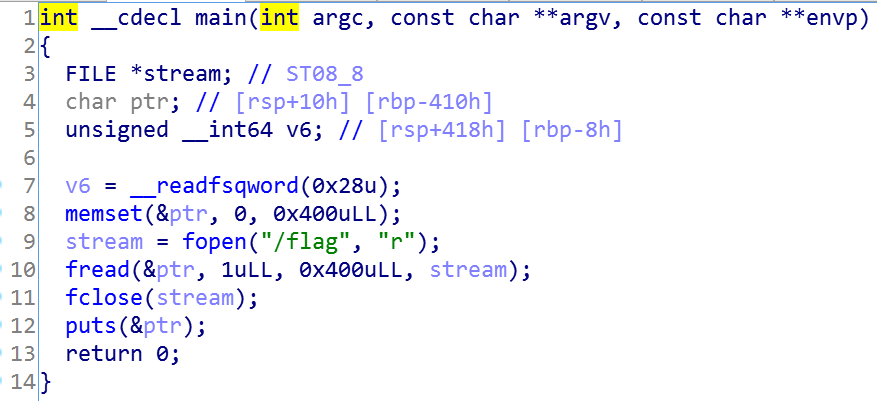 1 int __cdecl main(int argc, const char **argv, const char **envp)
2 {
3   FILE *stream; // ST08_8
4   char ptr; // [rsp+10h] [rbp-410h]
5   unsigned __int64 v6; // [rsp+418h] [rbp-8h]
6
7   v6 = __readfsqword(0x28u);
8   memset(&ptr, 0, 0x400uLL);
9   stream = fopen("/flag", "r");
10   fread(&ptr, 1uLL, 0x400uLL, stream);
11   fclose(stream);
12   puts(&ptr);
13   return 0;
14 }